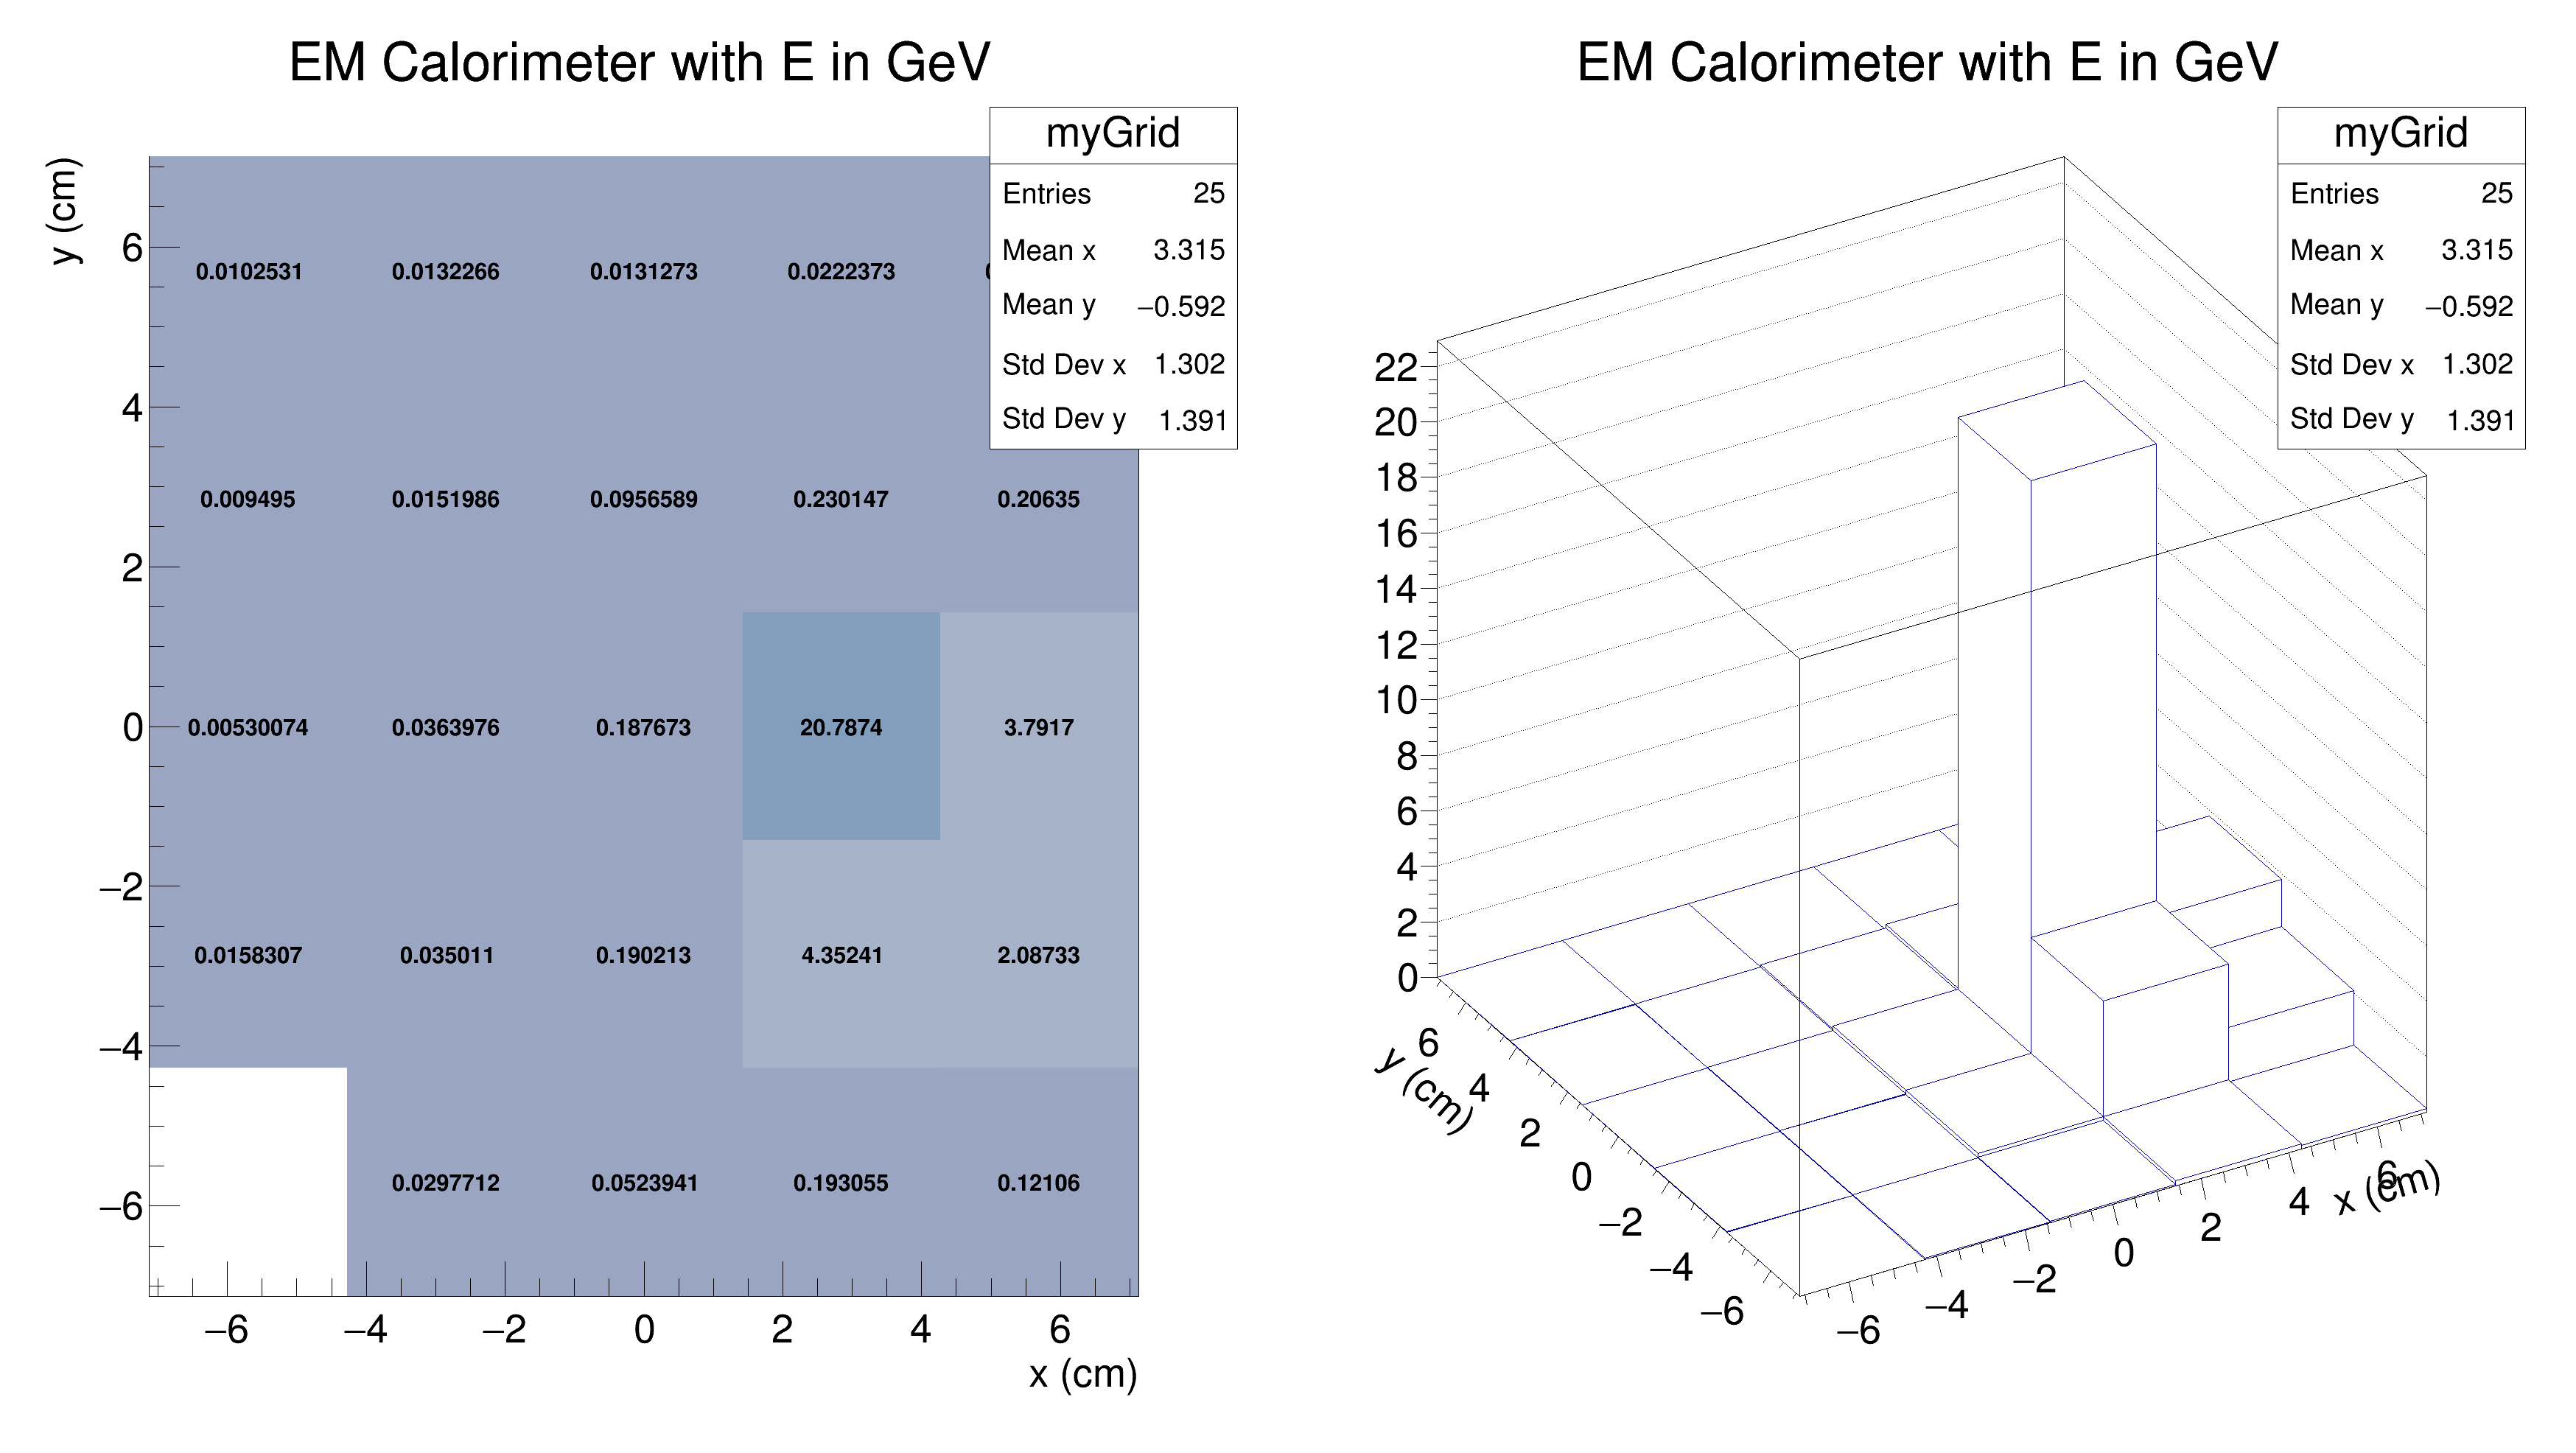 EM Calorimeter with E in GeV
myGrid
Entries 25
Mean x 3.315
Mean y −0.592
Std Dev x 1.302
Std Dev y 1.391
y (cm)
6
4
2
0
−2
−4
−6
0.0102531 0.0132266 0.0131273 0.0222373
0.009495 0.0151986 0.0956589 0.230147 0.20635
0.00530074 0.0363976 0.187673 20.7874 3.7917
0.0158307 0.035011 0.190213 4.35241 2.08733
0.0297712 0.0523941 0.193055 0.12106
−6 −4 −2 0 2 4 6
x (cm)
EM Calorimeter with E in GeV
myGrid
Entries 25
Mean x 3.315
Mean y −0.592
Std Dev x 1.302
Std Dev y 1.391
22
20
18
16
14
12
10
8
6
4
2
0
y (cm)
6
4
2
0
−2
−4
−6
−6
−4
−2
0
2
4
6
x (cm)